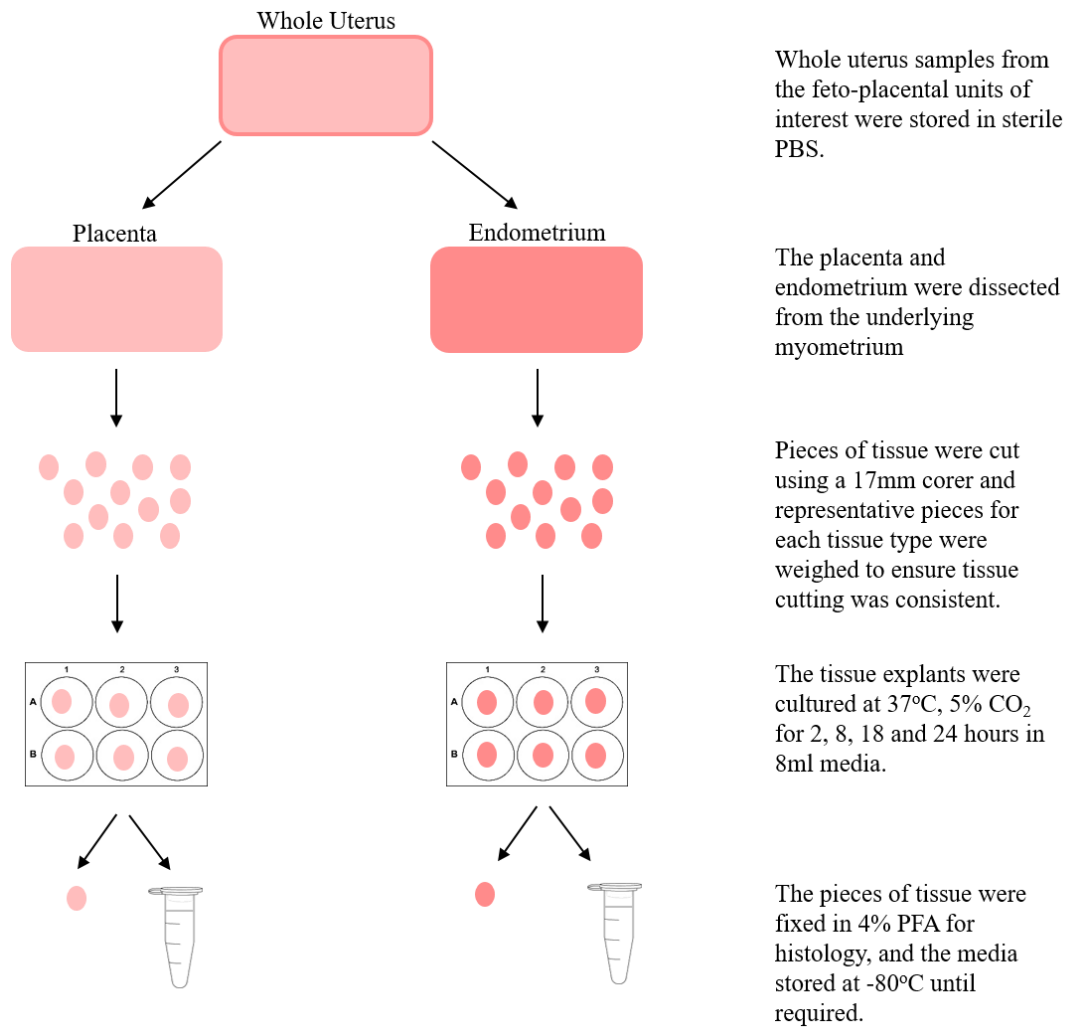 Whole Uterus
Whole uterus samples from
the feto-placental units of
interest were stored in sterile
PBS.
Placenta
Endometrium
The placenta and
endometrium were dissected
from the underlying
myometrium
Pieces of tissue were cut
using a 17mm corer and
representative pieces for
each tissue type were
weighed to ensure tissue
cutting was consistent.
1 2 3
A
B
1 2 3
A
B
The tissue explants were
cultured at 37°C, 5% CO₂
for 2, 8, 18 and 24 hours in
8ml media.
The pieces of tissue were
fixed in 4% PFA for
histology, and the media
stored at -80°C until
required.